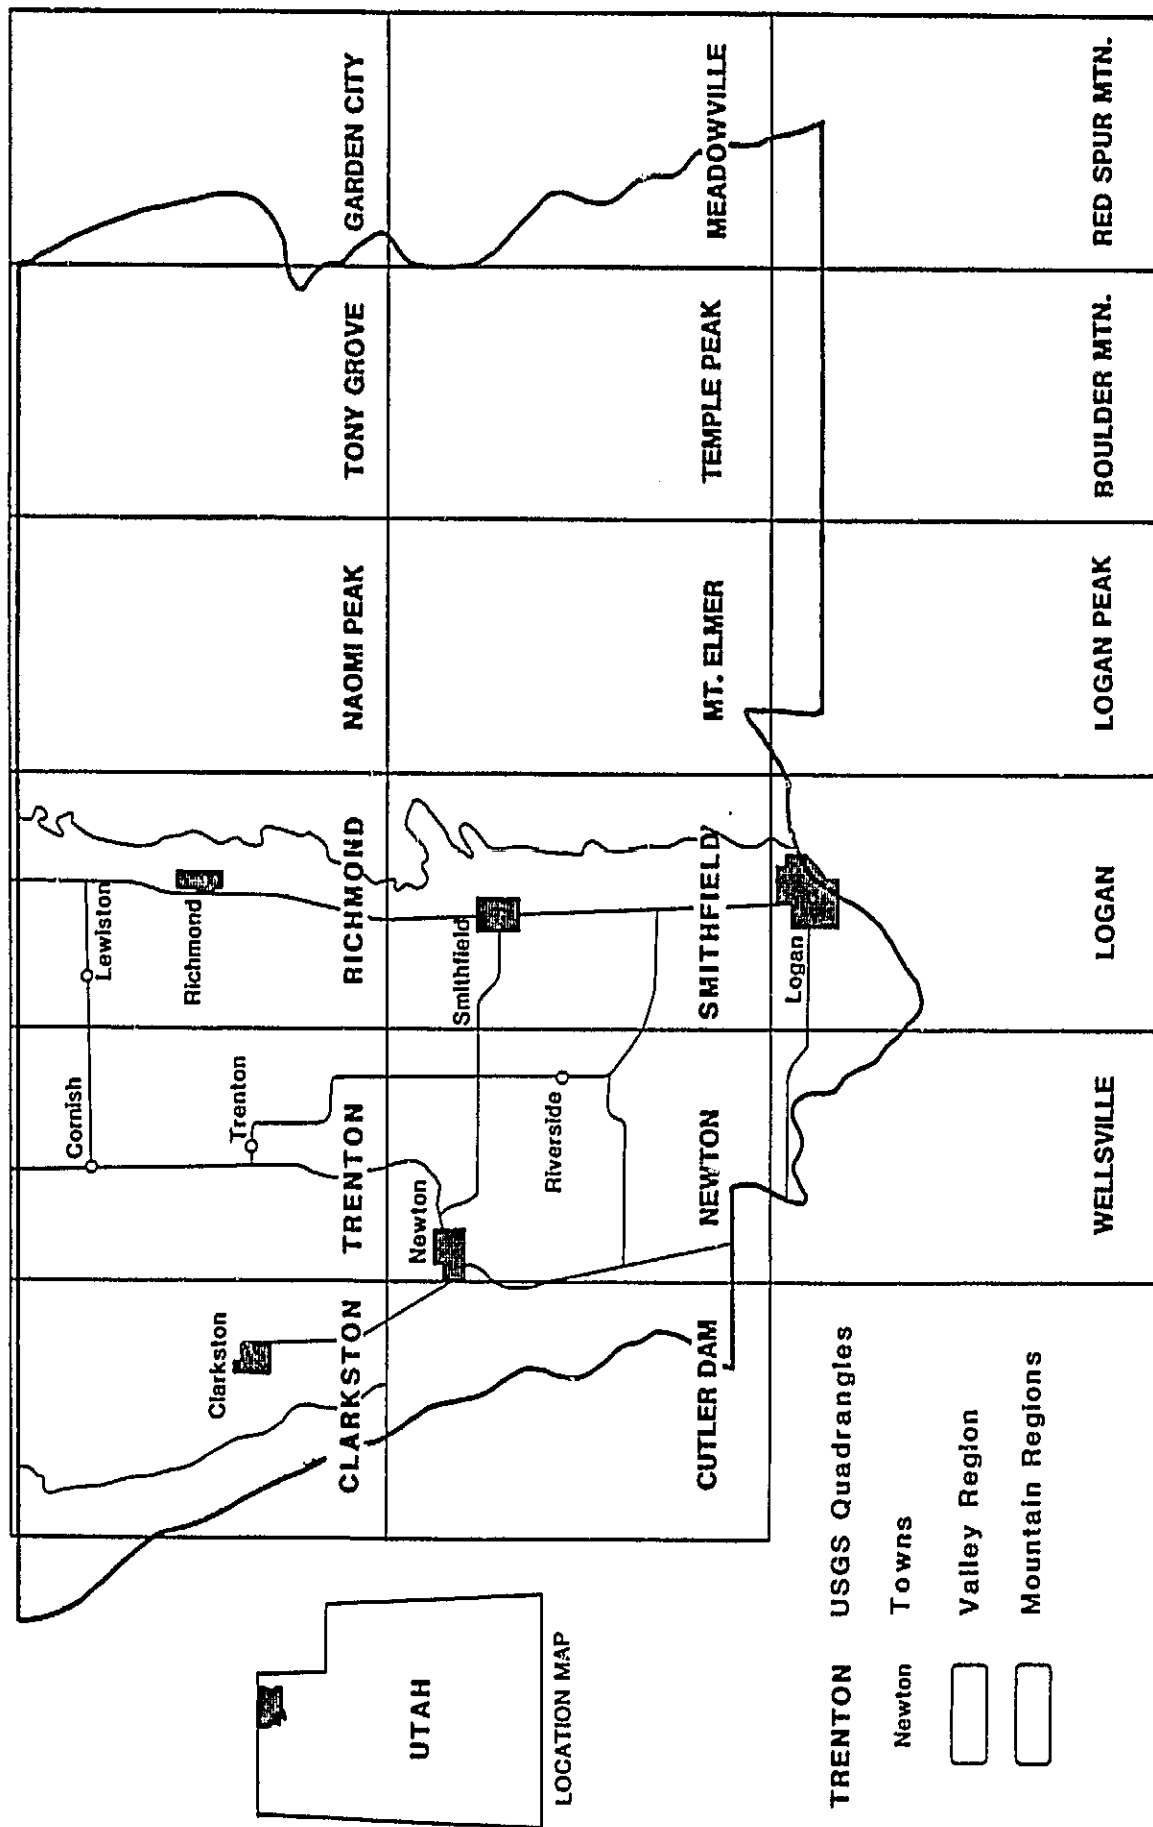 CLARKSTON
TRENTON
RICHMOND
NAOMI PEAK
TONY GROVE
GARDEN CITY
Cornish
Lewiston
Richmond
Trenton
Clarkston
Newton
Smithfield
Riverside
CUTLER DAM
NEWTON
SMITHFIELD
MT. ELMER
TEMPLE PEAK
MEADOWVILLE
Logan
WELLSVILLE
LOGAN
LOGAN PEAK
BOULDER MTN.
RED SPUR MTN.
UTAH
LOCATION MAP
TRENTON USGS Quadrangles
Newton Towns
Valley Region
Mountain Regions